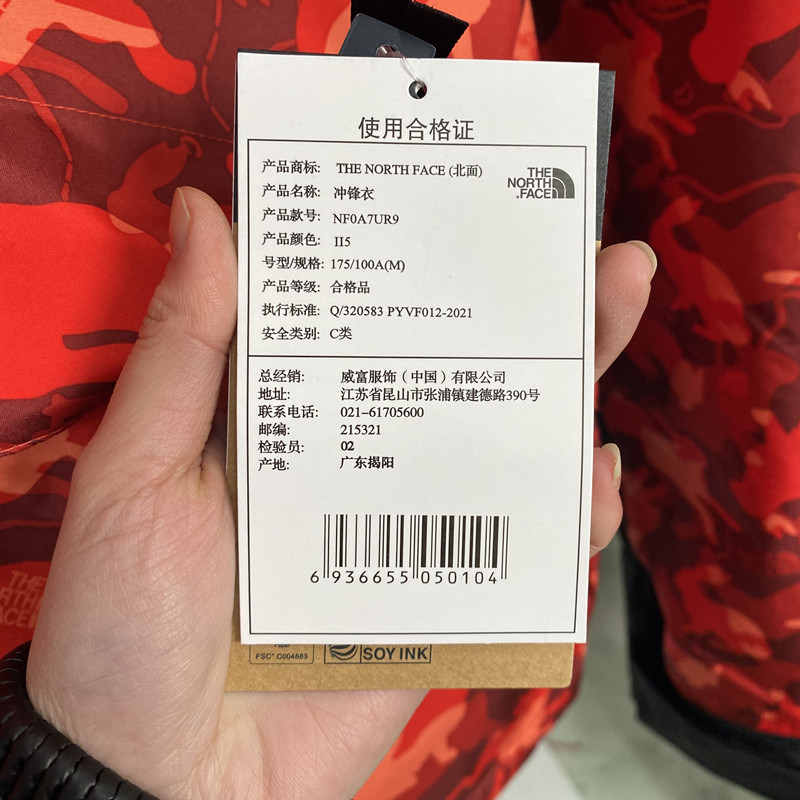 使用合格证
产品商标: THE NORTH FACE (北面)
产品名称: 冲锋衣
产品款号: NF0A7UR9
产品颜色: II5
号型/规格: 175/100A(M)
产品等级: 合格品
执行标准: Q/320583 PYVF012-2021
安全类别: C类
THE
NORTH
FACE
总经销: 威富服饰(中国)有限公司
地址: 江苏省昆山市张浦镇建德路390号
联系电话: 021-61705600
邮编: 215321
检验员: 02
产地: 广东揭阳
6 936655 050104
FSC™ C004883
SOY INK
THE
NORTH
FACE